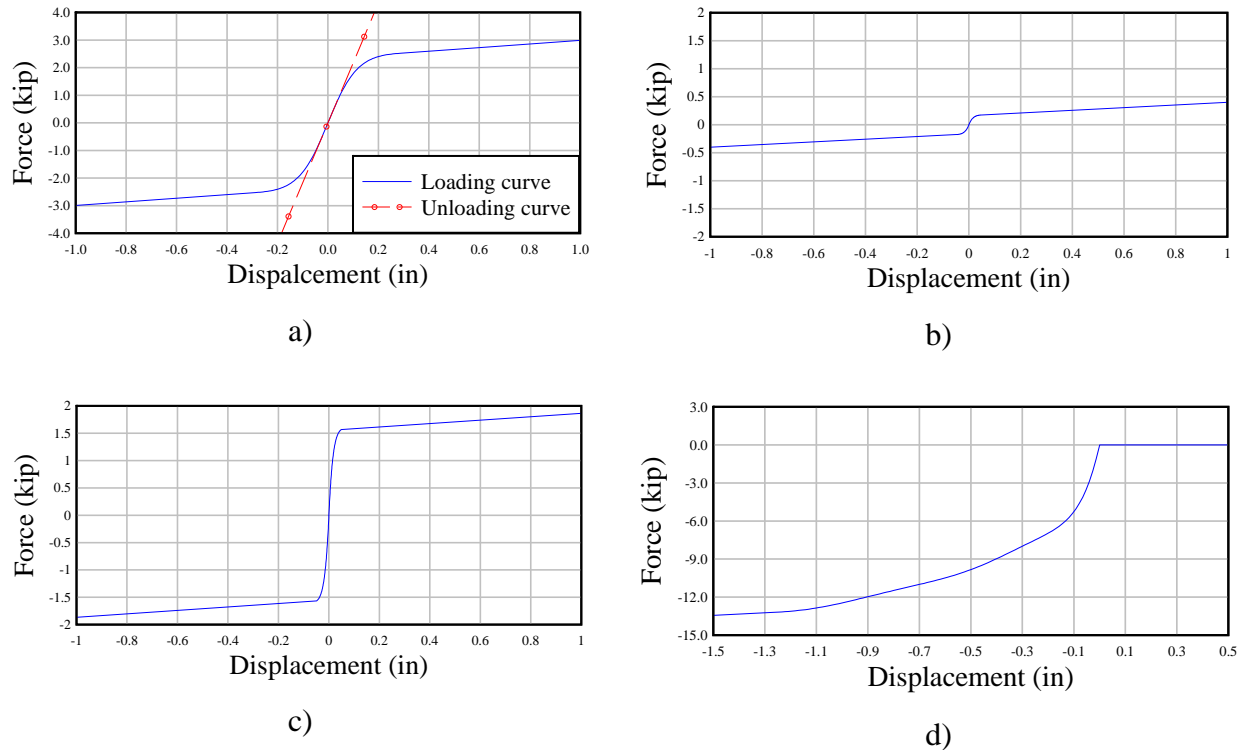 4.0
3.0
2.0
1.0
0.0
-1.0
-2.0
-3.0
-4.0
Force (kip)
Loading curve
Unloading curve
-1.0 -0.8 -0.6 -0.4 -0.2 0.0 0.2 0.4 0.6 0.8 1.0
Dispalcement (in)
a)
2
1.5
1
0.5
0
-0.5
-1
-1.5
-2
Force (kip)
-1 -0.8 -0.6 -0.4 -0.2 0 0.2 0.4 0.6 0.8 1
Displacement (in)
b)
2
1.5
1
0.5
0
-0.5
-1
-1.5
-2
Force (kip)
-1 -0.8 -0.6 -0.4 -0.2 0 0.2 0.4 0.6 0.8 1
Displacement (in)
c)
3.0
0.0
-3.0
-6.0
-9.0
-12.0
-15.0
Force (kip)
-1.5 -1.3 -1.1 -0.9 -0.7 -0.5 -0.3 -0.1 0.1 0.3 0.5
Displacement (in)
d)